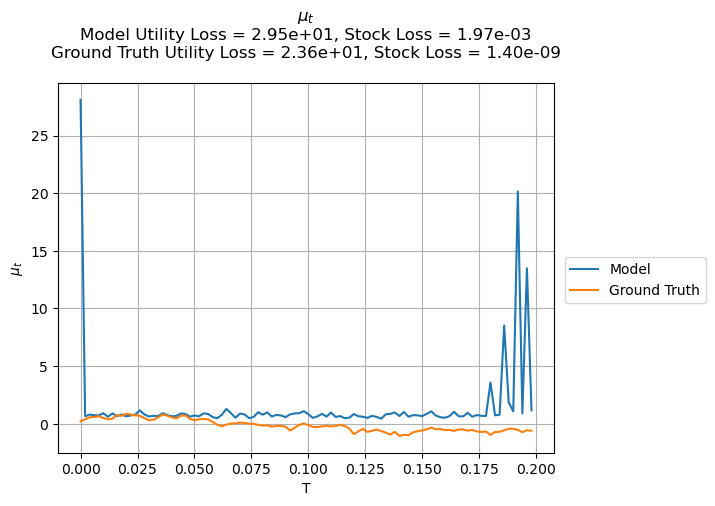 μt
Model Utility Loss = 2.95e+01, Stock Loss = 1.97e-03
Ground Truth Utility Loss = 2.36e+01, Stock Loss = 1.40e-09
25
20
15
10
5
0
μt
0.000 0.025 0.050 0.075 0.100 0.125 0.150 0.175 0.200
T
Model
Ground Truth